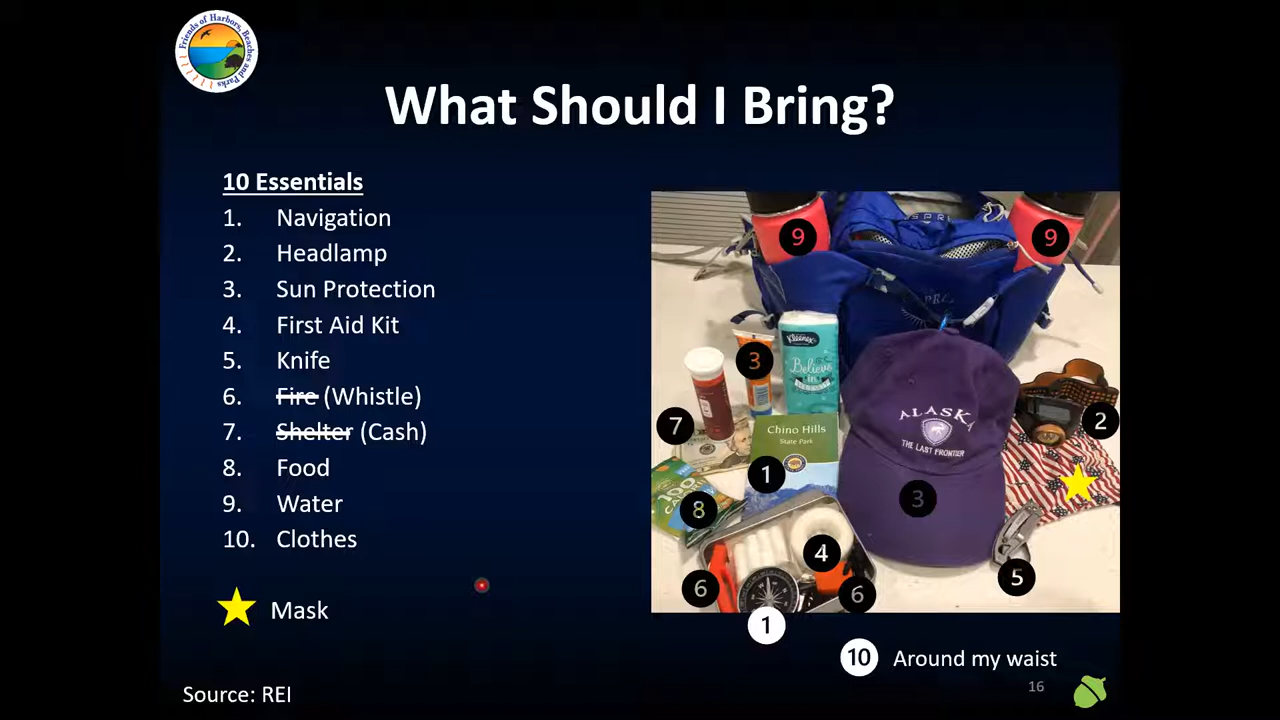 Friends of Harbors, Beaches and Parks
What Should I Bring?
10 Essentials
1. Navigation
2. Headlamp
3. Sun Protection
4. First Aid Kit
5. Knife
6. Fire (Whistle)
7. Shelter (Cash)
8. Food
9. Water
10. Clothes
Mask
Source: REI
9
9
Kleenex
Believe
in
3
2
7
Chino Hills
State Park
1
ALASKA
THE LAST FRONTIER
3
100
8
4
5
6
6
1
10 Around my waist
16